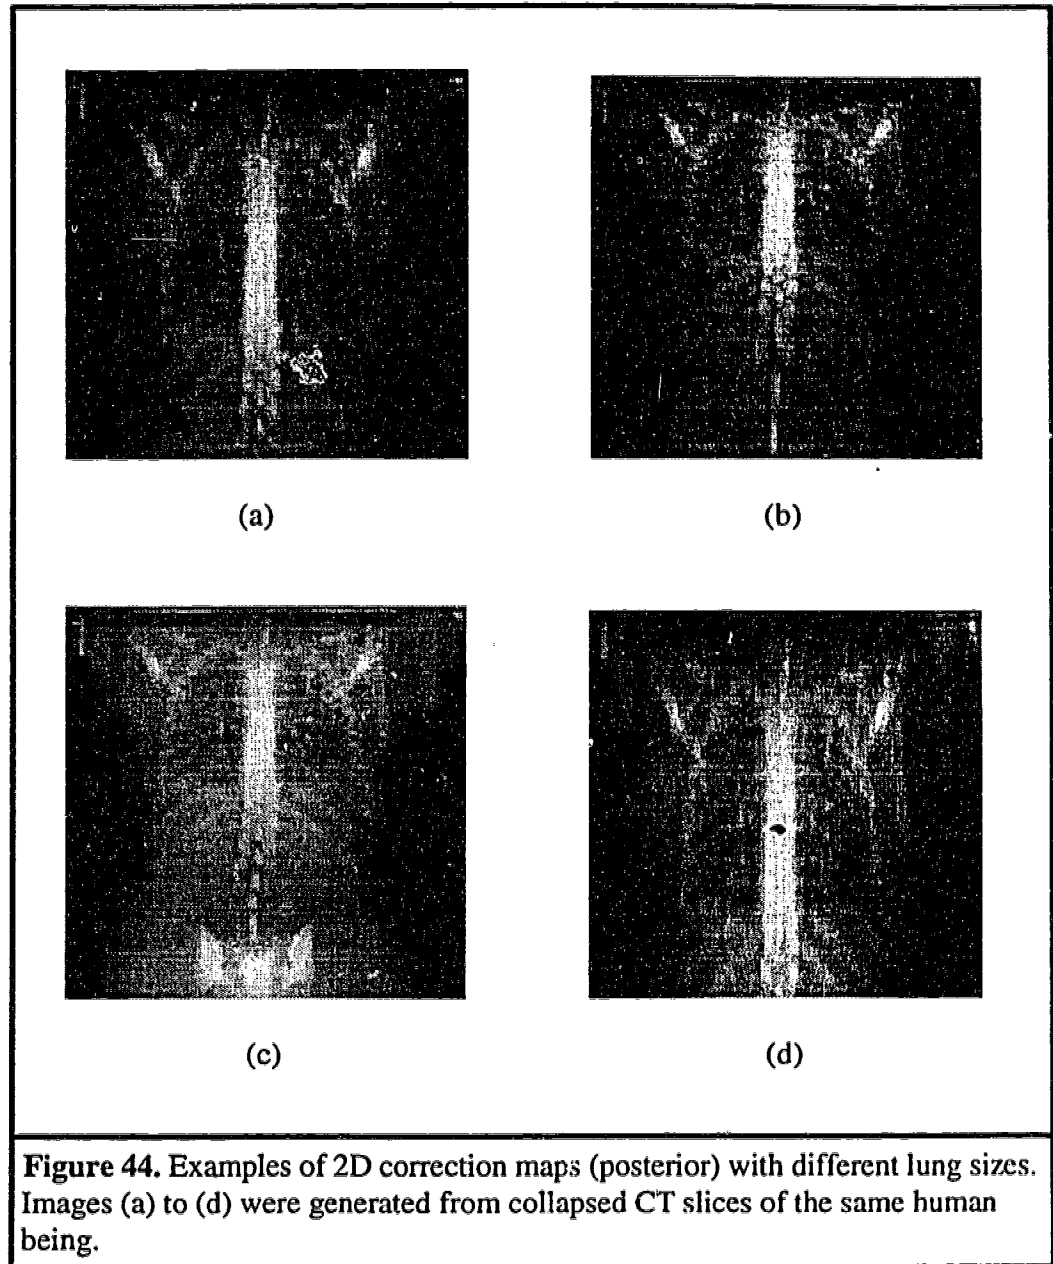 (a)
(b)
(c)
(d)
Figure 44. Examples of 2D correction maps (posterior) with different lung sizes.
Images (a) to (d) were generated from collapsed CT slices of the same human
being.